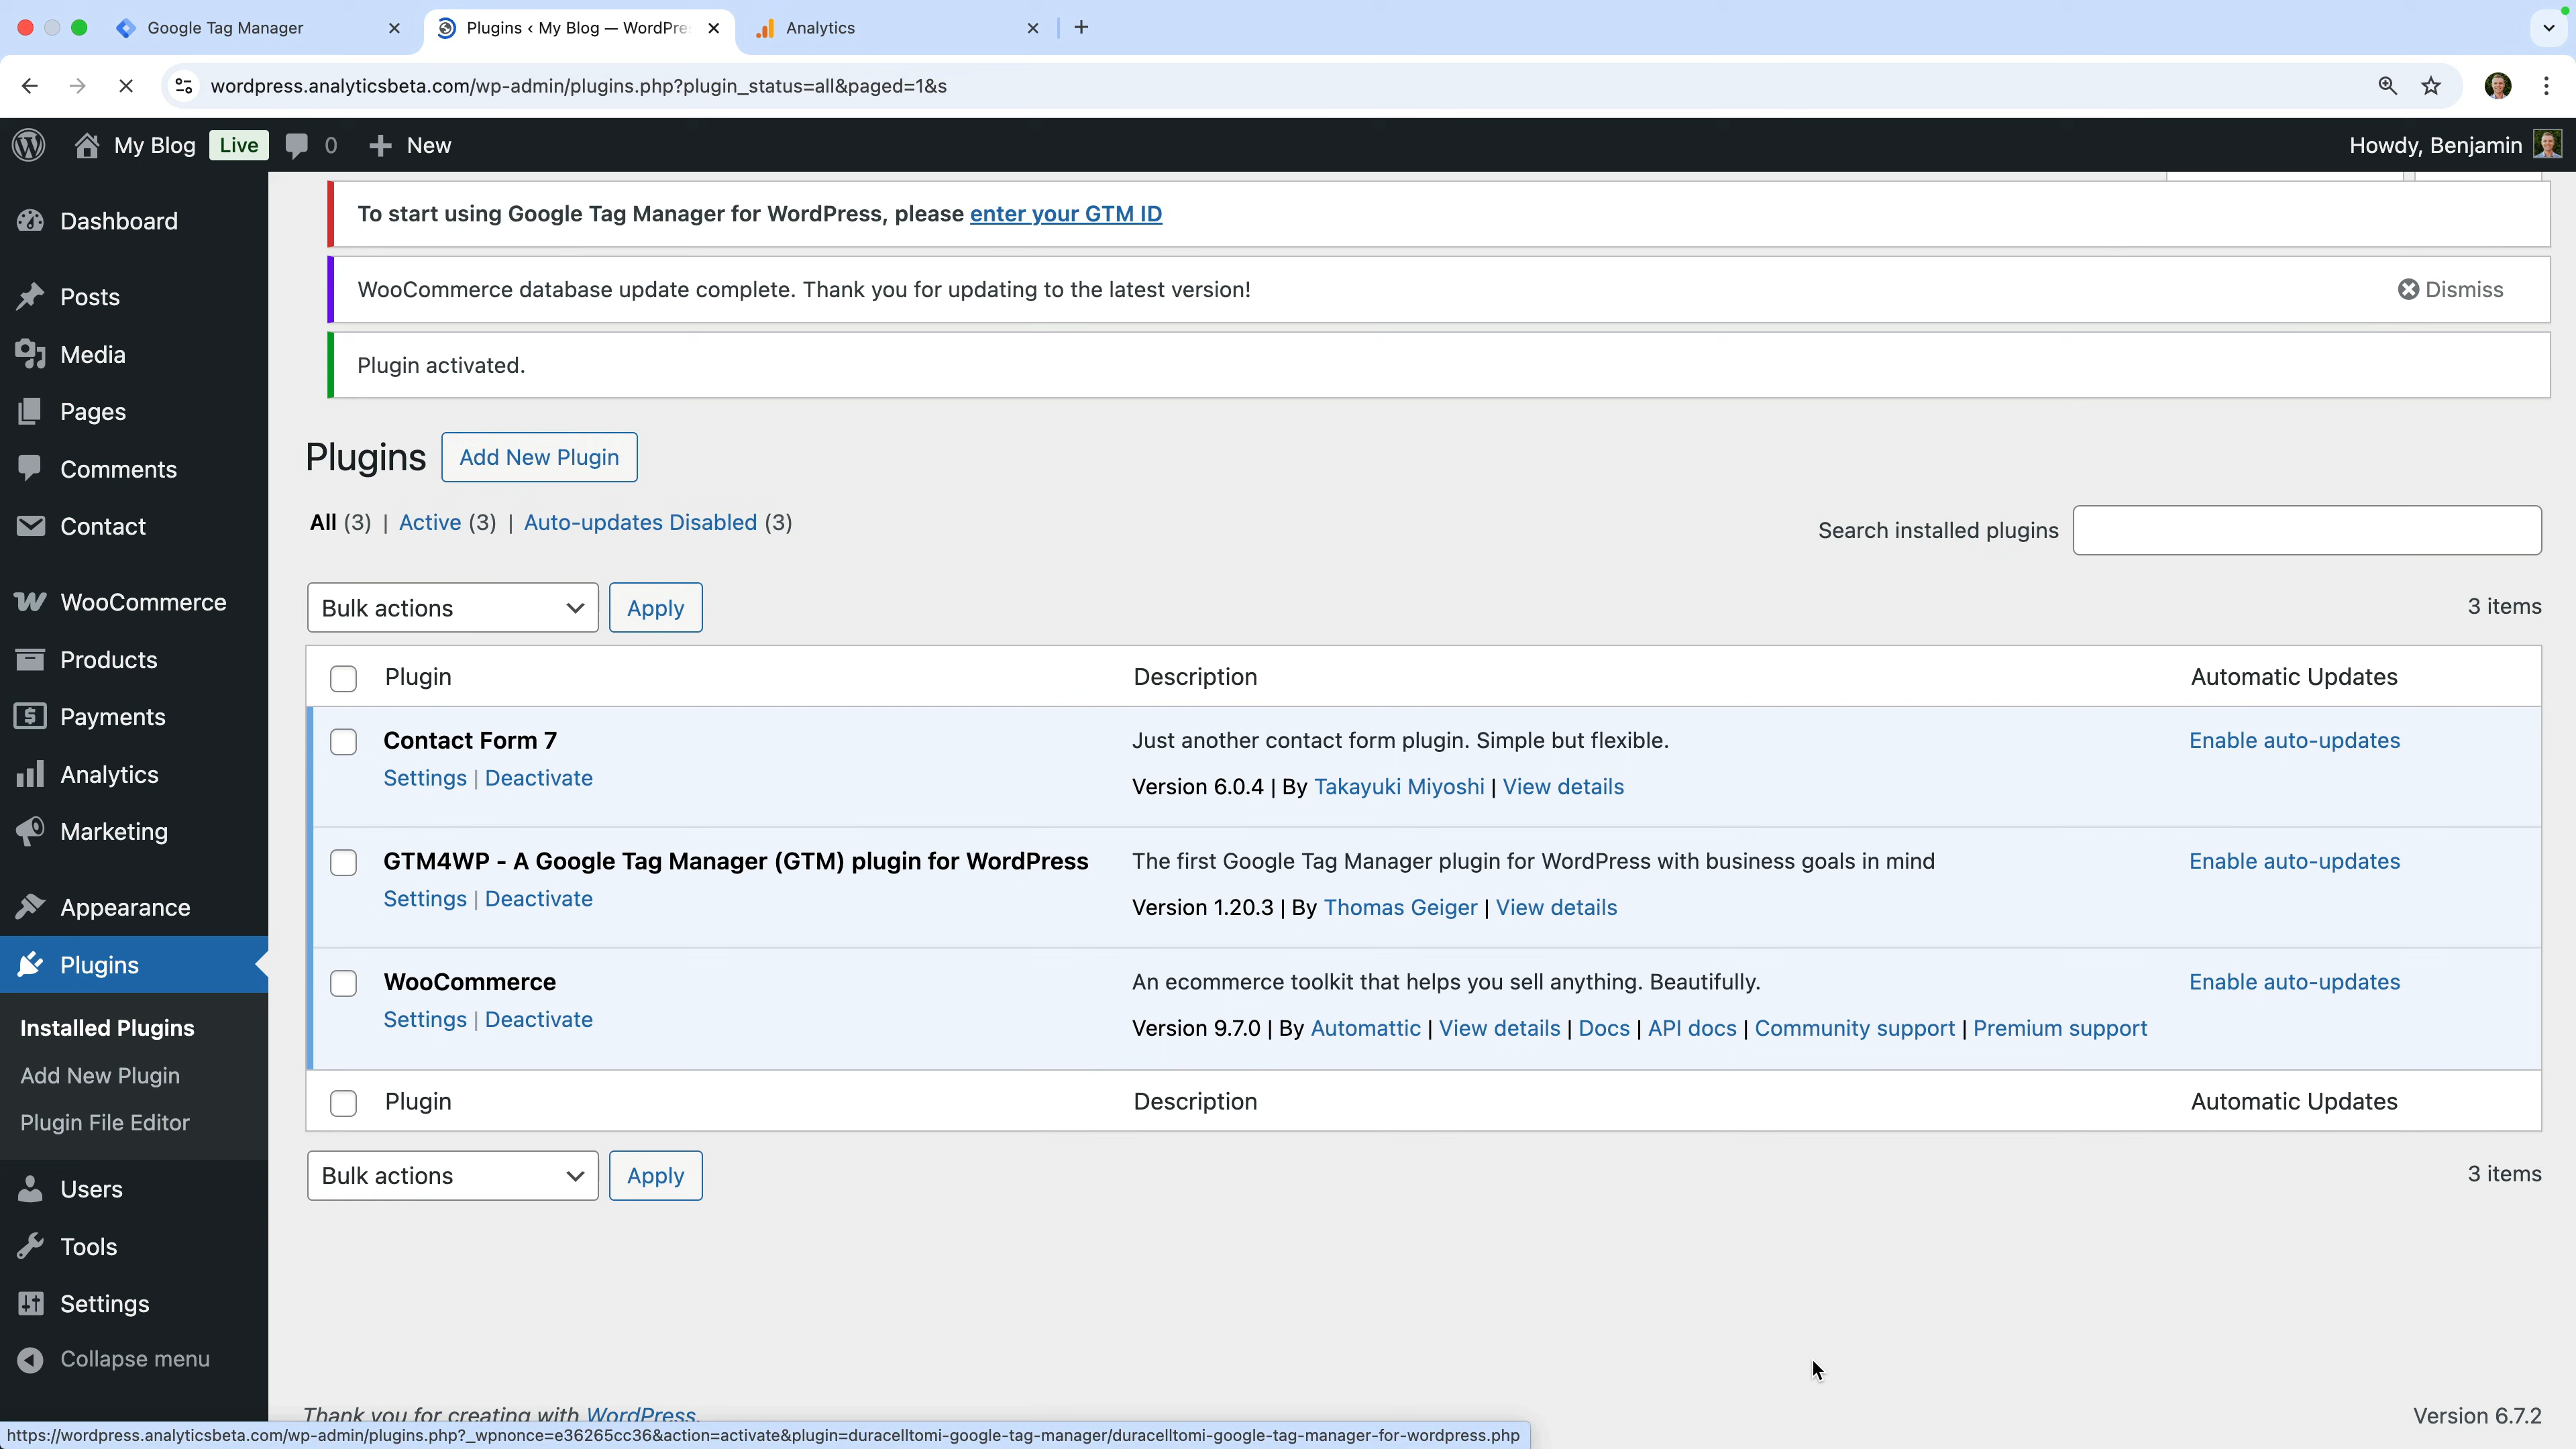 Google Tag Manager
Plugins ‹ My Blog — WordPre
Analytics
wordpress.analyticsbeta.com/wp-admin/plugins.php?plugin_status=all&paged=1&s
My Blog Live 0 New
Howdy, Benjamin
Dashboard
Posts
Media
Pages
Comments
Contact
WooCommerce
Products
Payments
Analytics
Marketing
Appearance
Plugins
Installed Plugins
Add New Plugin
Plugin File Editor
Users
Tools
Settings
Collapse menu
To start using Google Tag Manager for WordPress, please enter your GTM ID
WooCommerce database update complete. Thank you for updating to the latest version!
Dismiss
Plugin activated.
Plugins Add New Plugin
All (3) | Active (3) | Auto-updates Disabled (3)
Search installed plugins
Bulk actions Apply
3 items
Plugin Description Automatic Updates
Contact Form 7
Settings | Deactivate
Just another contact form plugin. Simple but flexible.
Version 6.0.4 | By Takayuki Miyoshi | View details
Enable auto-updates
GTM4WP - A Google Tag Manager (GTM) plugin for WordPress
Settings | Deactivate
The first Google Tag Manager plugin for WordPress with business goals in mind
Version 1.20.3 | By Thomas Geiger | View details
Enable auto-updates
WooCommerce
Settings | Deactivate
An ecommerce toolkit that helps you sell anything. Beautifully.
Version 9.7.0 | By Automattic | View details | Docs | API docs | Community support | Premium support
Enable auto-updates
Plugin Description Automatic Updates
Bulk actions Apply
3 items
Thank you for creating with WordPress.
Version 6.7.2
https://wordpress.analyticsbeta.com/wp-admin/plugins.php?_wpnonce=e36265cc36&action=activate&plugin=duracelltomi-google-tag-manager/duracelltomi-google-tag-manager-for-wordpress.php